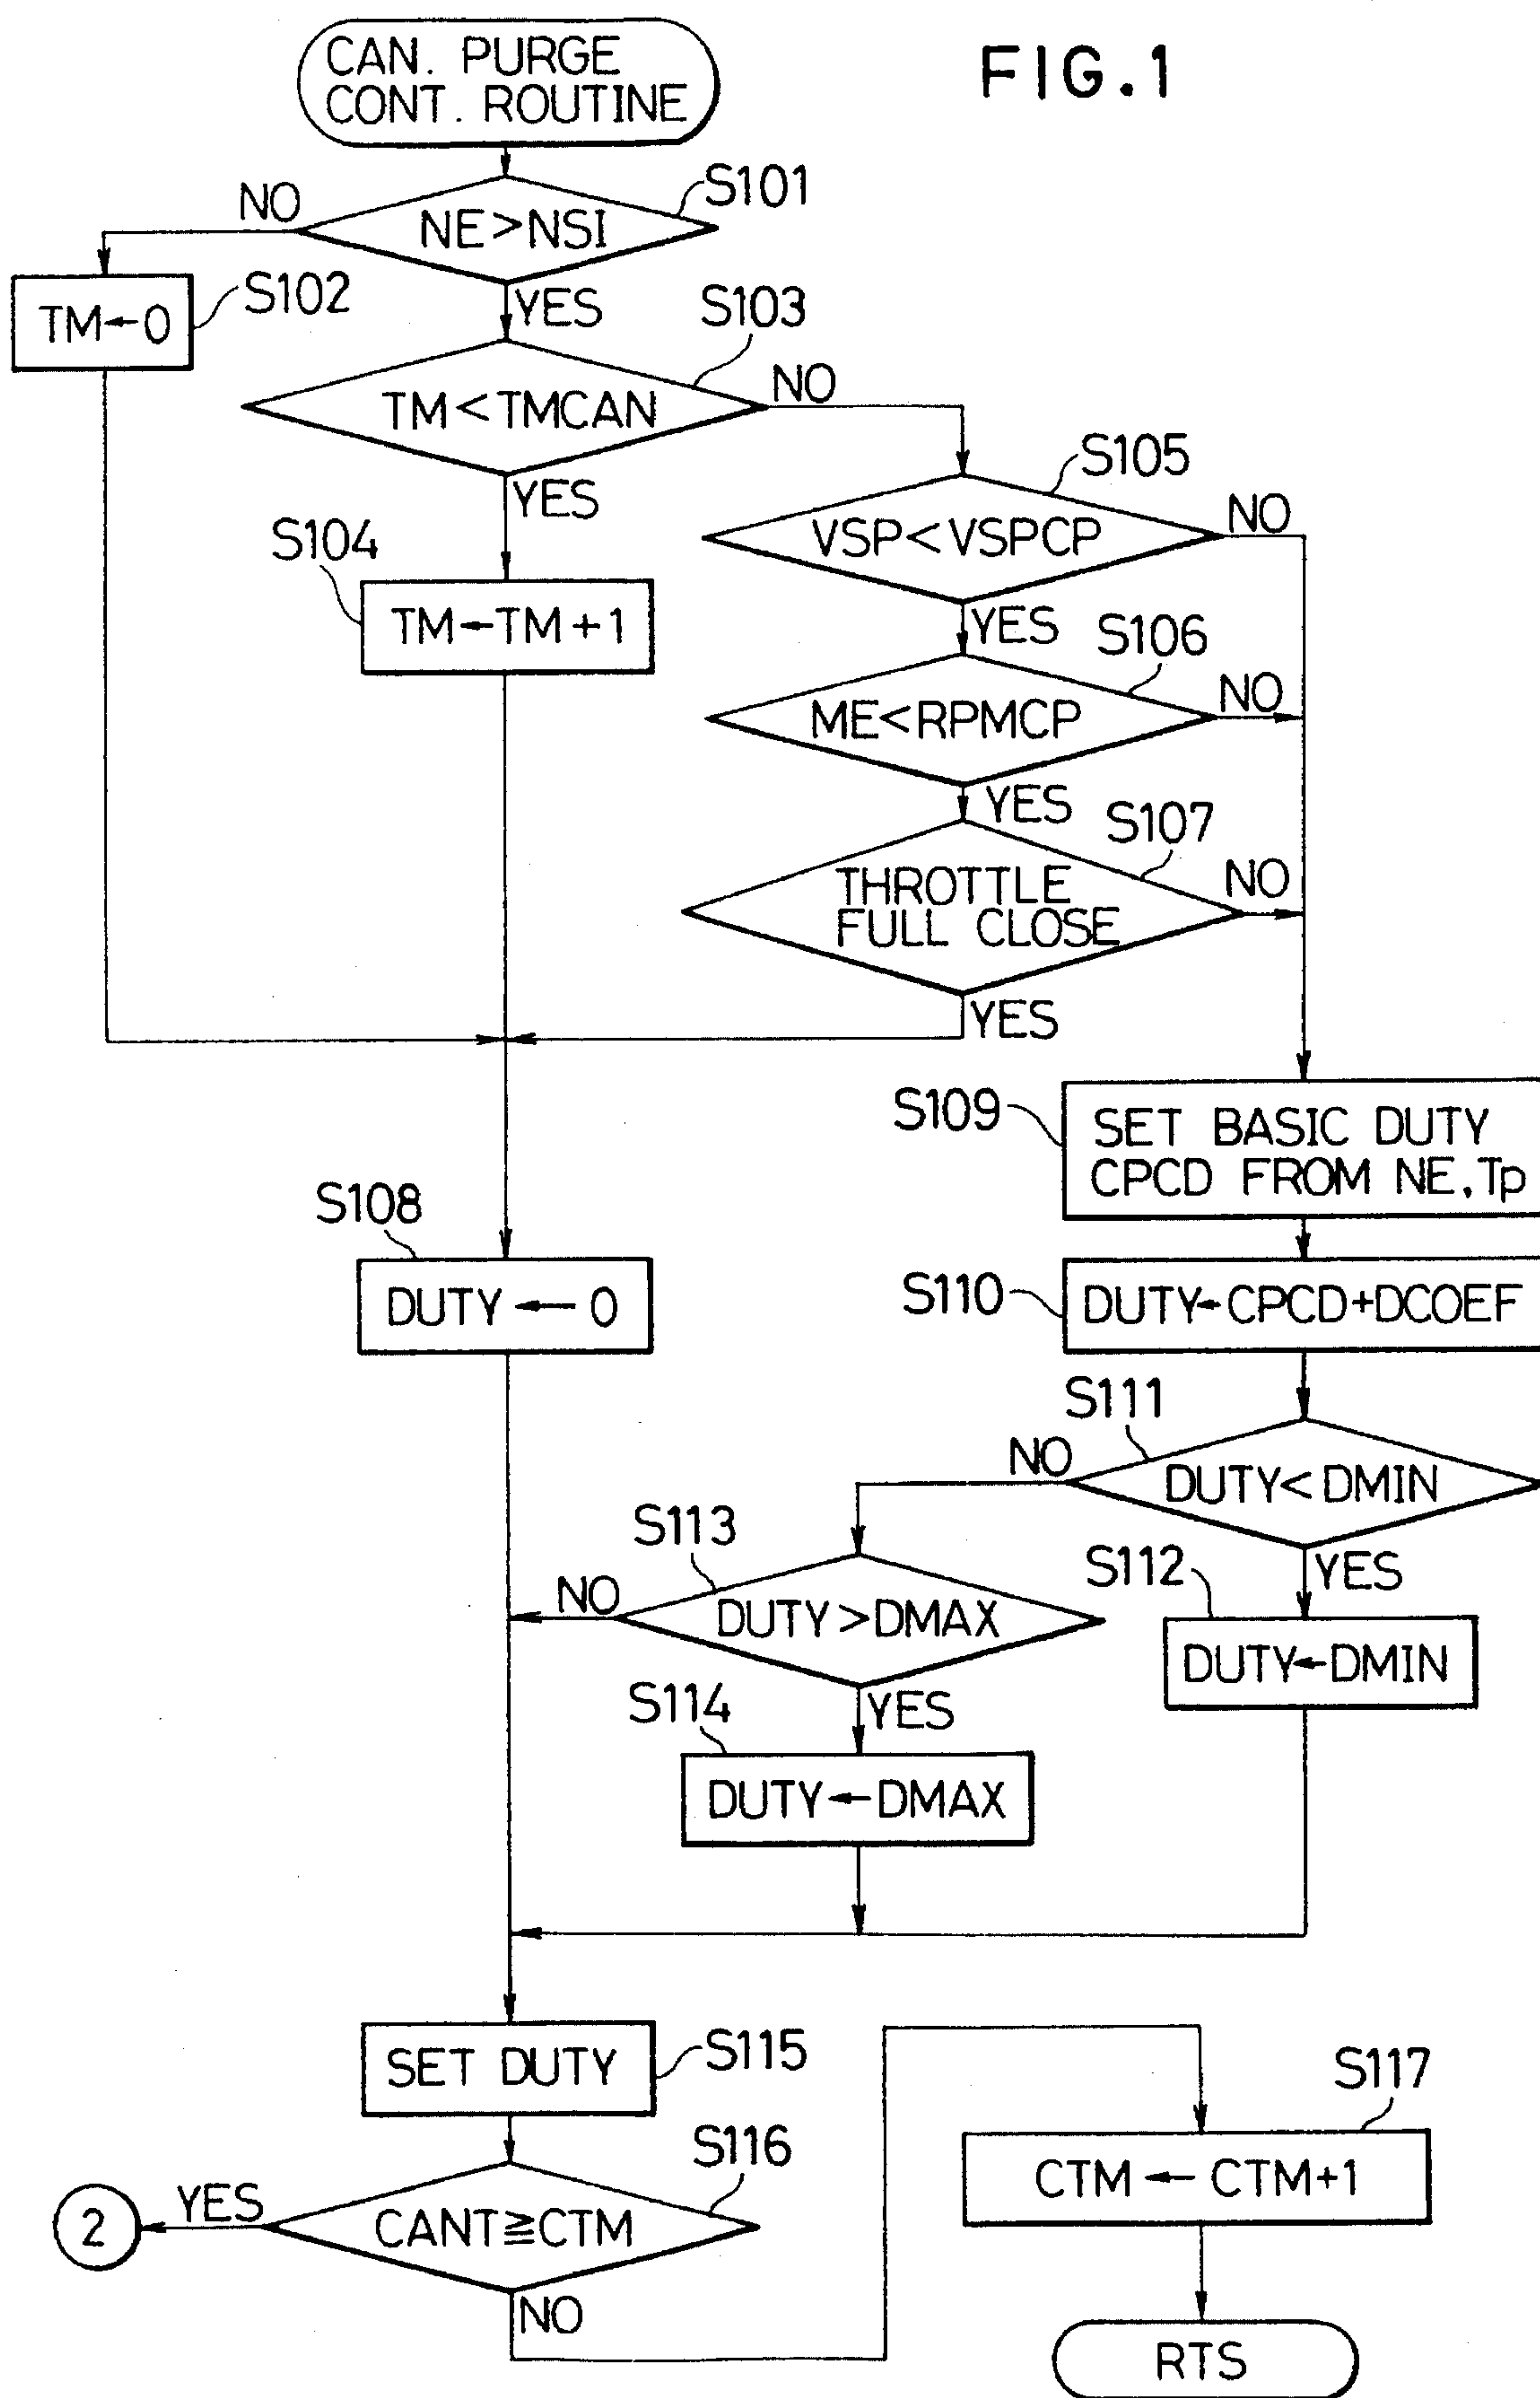 FIG.1
CAN. PURGE
CONT. ROUTINE
S101
NO
NE>NSI
S102
TM←0
YES
S103
TM<TMCAN
NO
YES
S105
VSP<VSPCP
NO
S104
TM←TM+1
YES
S106
ME<RPMCP
NO
YES
S107
THROTTLE
FULL CLOSE
NO
YES
S109
SET BASIC DUTY
CPCD FROM NE,Tp
S108
DUTY←0
S110
DUTY←CPCD+DCOEF
S111
NO
DUTY<DMIN
S113
NO
DUTY>DMAX
YES
S112
DUTY←DMIN
S114
YES
DUTY←DMAX
SET DUTY
S115
S117
CTM←CTM+1
S116
YES
2
CANT≧CTM
NO
RTS